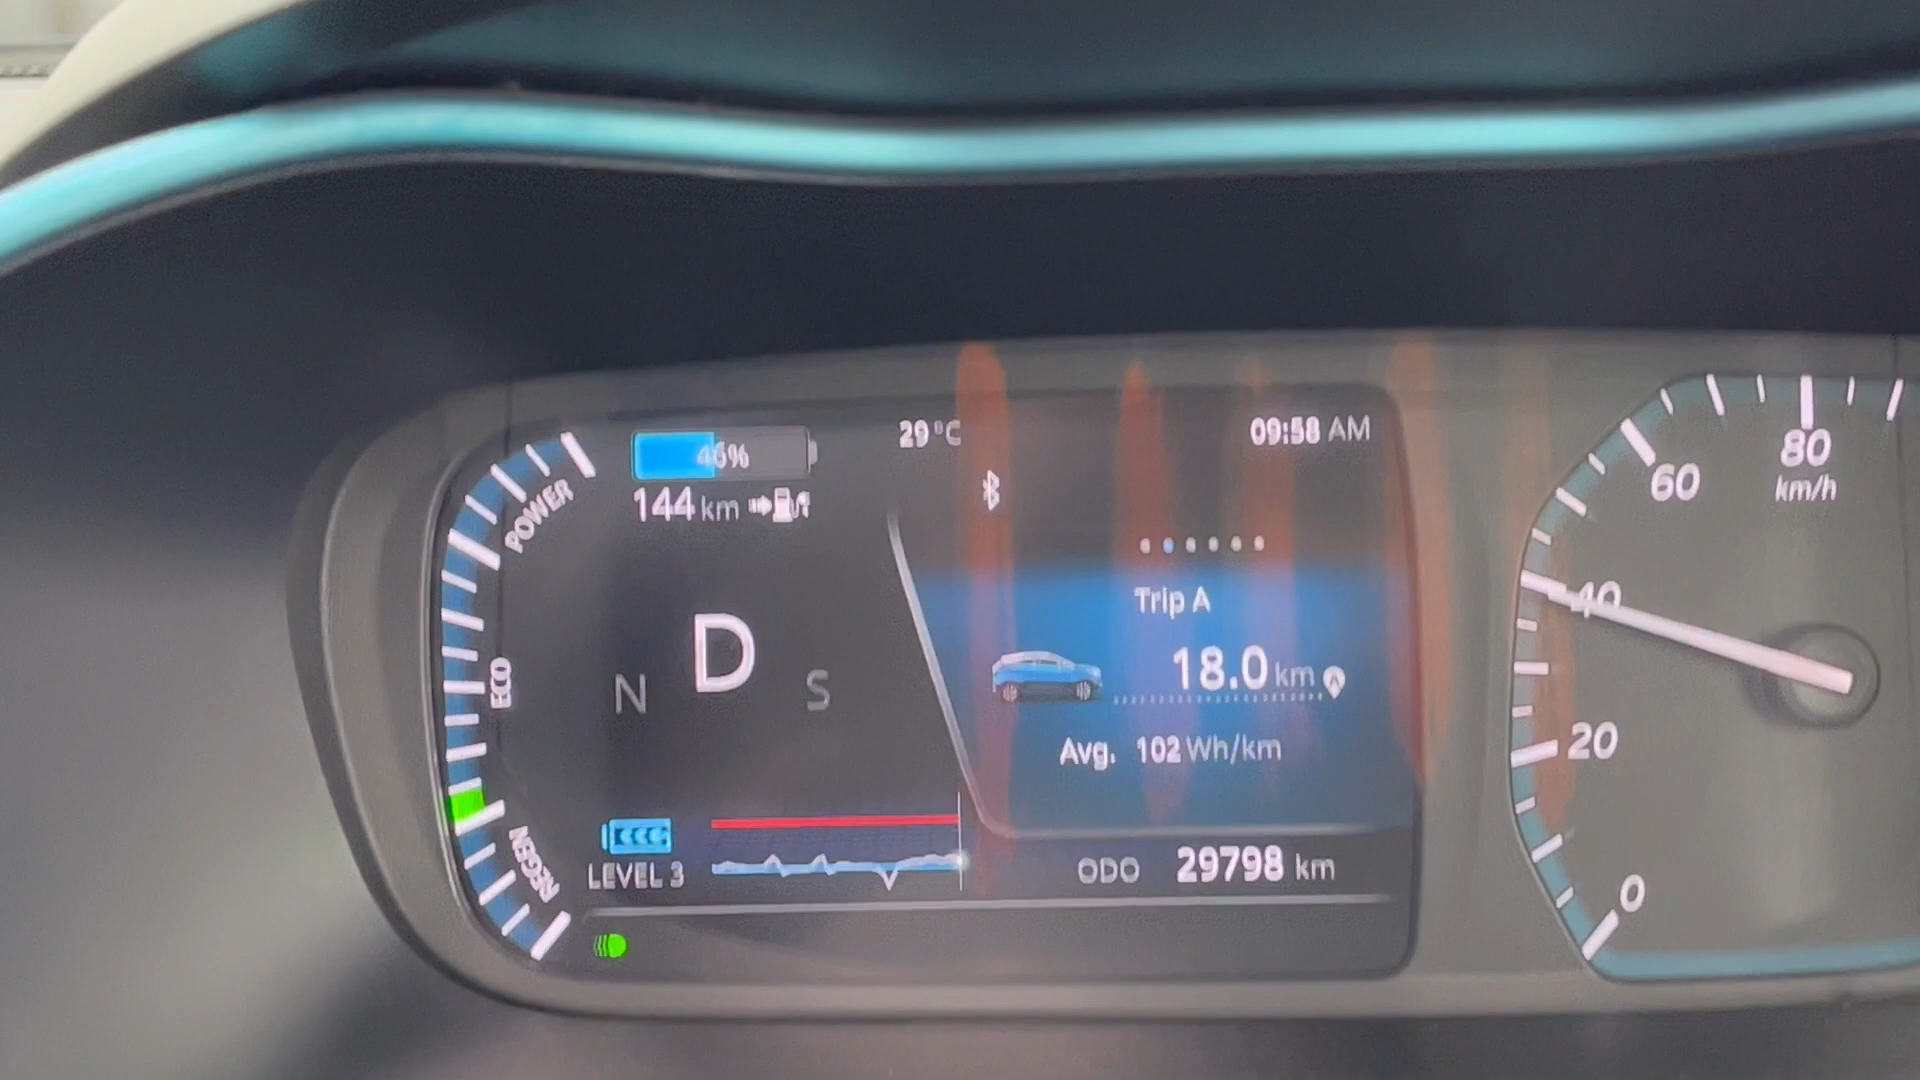 46%
29°C
09:58 AM
144 km
POWER
ECO
REGEN
N D S
Trip A
18.0 km
A
Avg. 102 Wh/km
LEVEL 3
ODO 29798 km
80
km/h
60
40
20
0